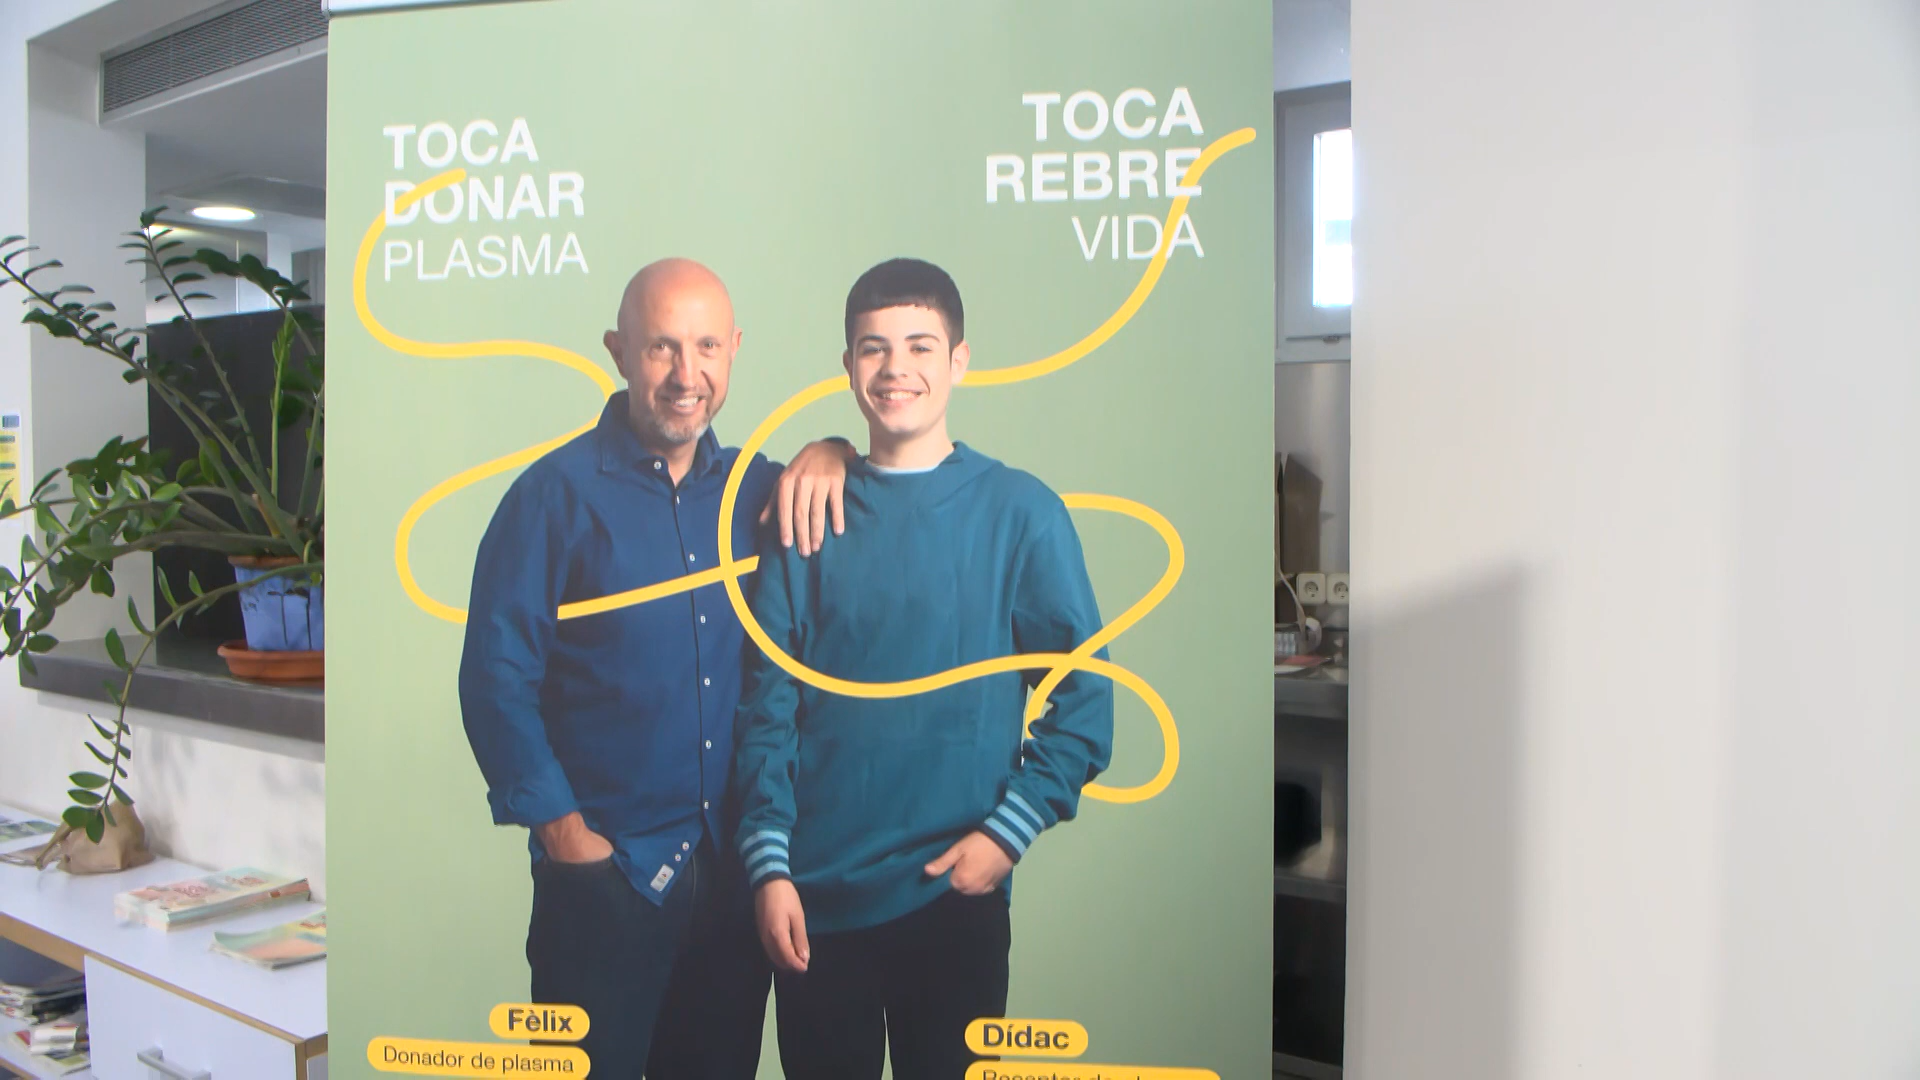 TOCA
DONAR
PLASMA
TOCA
REBRE
VIDA
Fèlix
Donador de plasma
Dídac